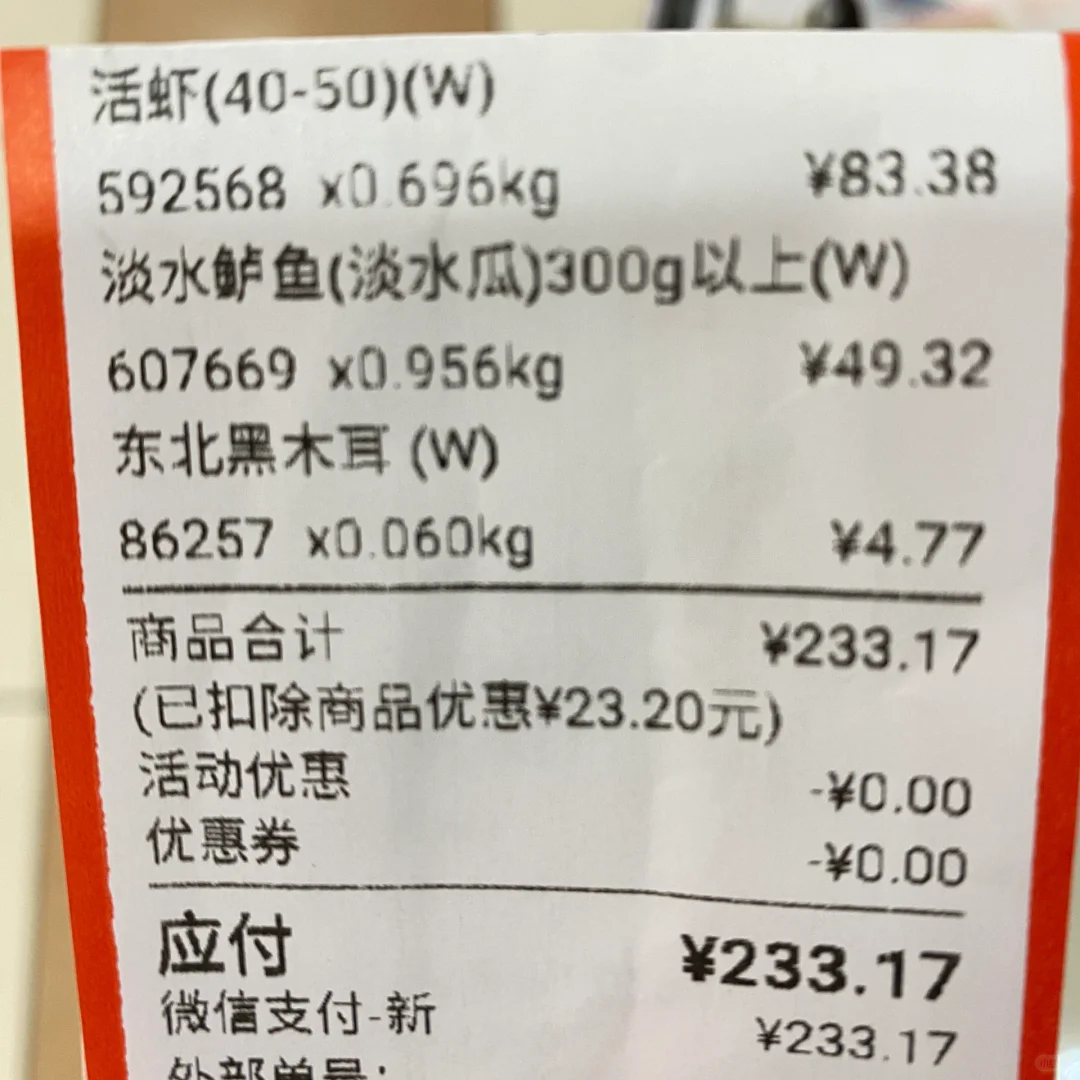 活虾(40-50)(W)
592568 x0.696kg ¥83.38
淡水鲈鱼(淡水瓜)300g以上(W)
607669 x0.956kg ¥49.32
东北黑木耳 (W)
86257 x0.060kg ¥4.77
商品合计 ¥233.17
(已扣除商品优惠¥23.20元)
活动优惠 -¥0.00
优惠券 -¥0.00
应付 ¥233.17
微信支付-新 ¥233.17
外部单号: